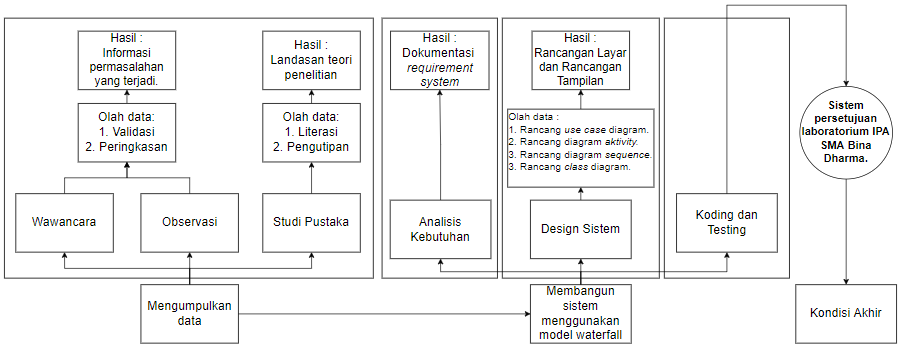 Hasil :
Informasi
permasalahan
yang terjadi.
Olah data:
1. Validasi
2. Peringkasan
Wawancara
Observasi
Hasil :
Landasan teori
penelitian
Olah data:
1. Literasi
2. Pengutipan
Studi Pustaka
Mengumpulkan
data
Hasil :
Dokumentasi
requirement
system
Analisis
Kebutuhan
Hasil :
Rancangan Layar
dan Rancangan
Tampilan
Olah data :
1. Rancang use case diagram.
2. Rancang diagram aktivity.
3. Rancang diagram sequence.
3. Rancang class diagram.
Design Sistem
Membangun
sistem
menggunakan
model waterfall
Koding dan
Testing
Sistem
persetujuan
laboratorium IPA
SMA Bina
Dharma.
Kondisi Akhir